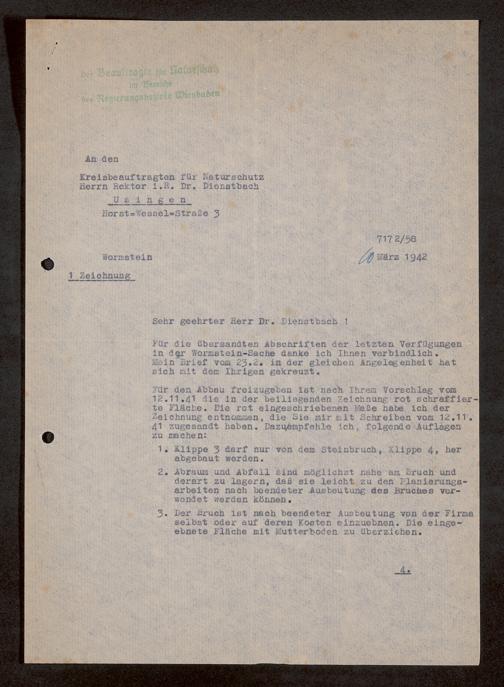 Der Beauftragte für Naturschutz
im Bereiche
des Regierungsbezirks Wiesbaden
An den
Kreisbeauftragten für Naturschutz
Herrn Rektor i.R. Dr. Dienstbach
U s i n g e n
Horst=Wessel=Straße 3
7172/58
10 März 1942
Wormstein
1 Zeichnung
Sehr geehrter Herr Dr. Dienstbach !
Für die übersandten Abschriften der letzten Verfügungen
in der Wormstein-Sache danke ich Ihnen verbindlich.
Mein Brief vom 23.2. in der gleichen Angelegenheit hat
sich mit dem Ihrigen gekreuzt.
Für den Abbau freizugeben ist nach Ihrem Vorschlag vom
12.11.41 die in der beiliegenden Zeichnung rot schraffier-
te Fläche. Die rot eingeschriebenen Maße habe ich der
Zeichnung entnommen, die Sie mir mit Schreiben vom 12.11.
41 zugesandt haben. Dazu empfehle ich, folgende Auflagen
zu machen:
1. Klippe 3 darf nur von dem Steinbruch, Klippe 4, her
abgebaut werden.
2. Abraum und Abfall sind möglichst nahe am Bruch und
derart zu lagern, das sie leicht zu den Planierungs-
arbeiten nach beendeter Ausbeutung des Bruches ver-
wendet werden können.
3. Der Bruch ist nach beendeter Ausbeutung von der Firma
selbst oder auf deren Kosten einzuebnen. Die einge-
ebnete Fläche mit Mutterboden zu überziehen.
4.